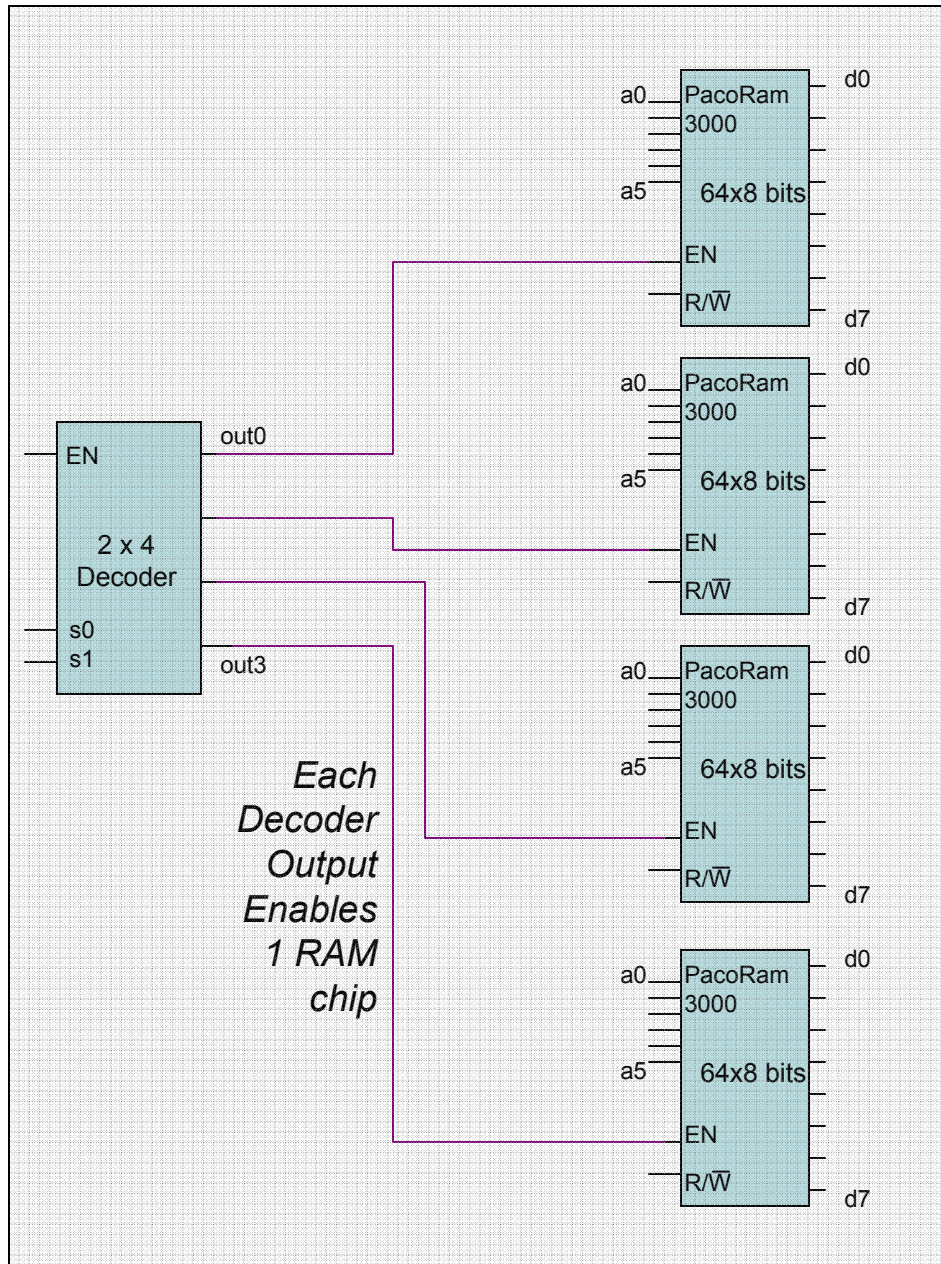 a0
PacoRam
3000
d0
a5
64x8 bits
EN
R/W̅
d7
a0
PacoRam
3000
d0
a5
64x8 bits
EN
R/W̅
d7
EN
out0
2 x 4
Decoder
s0
s1
out3
a0
PacoRam
3000
d0
a5
64x8 bits
EN
R/W̅
d7
Each
Decoder
Output
Enables
1 RAM
chip
a0
PacoRam
3000
d0
a5
64x8 bits
EN
R/W̅
d7